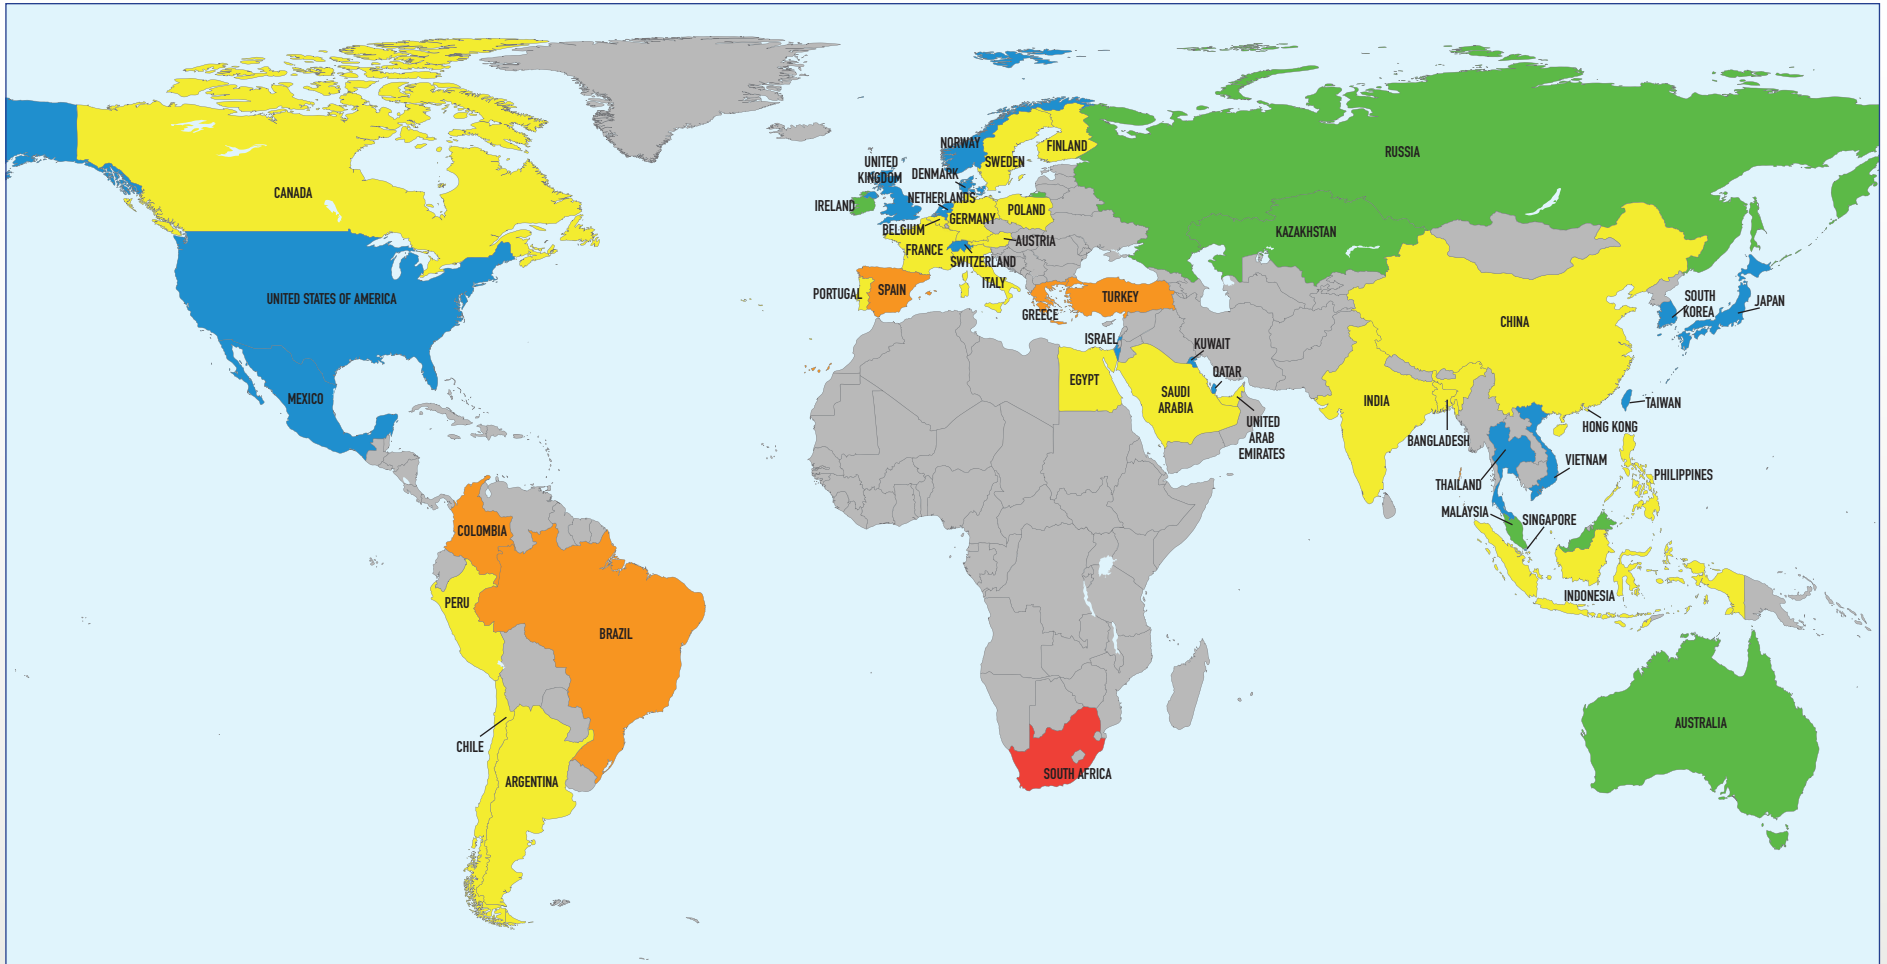 CANADA
UNITED STATES OF AMERICA
MEXICO
COLOMBIA
PERU
BRAZIL
CHILE
ARGENTINA
NORWAY
SWEDEN
FINLAND
UNITED
KINGDOM
DENMARK
IRELAND
NETHERLANDS
GERMANY
POLAND
BELGIUM
AUSTRIA
FRANCE
SWITZERLAND
ITALY
PORTUGAL
SPAIN
GREECE
TURKEY
RUSSIA
KAZAKHSTAN
ISRAEL
KUWAIT
QATAR
EGYPT
SAUDI
ARABIA
UNITED
ARAB
EMIRATES
SOUTH AFRICA
CHINA
INDIA
BANGLADESH
SOUTH
KOREA
JAPAN
TAIWAN
HONG KONG
VIETNAM
THAILAND
PHILIPPINES
MALAYSIA
SINGAPORE
INDONESIA
AUSTRALIA